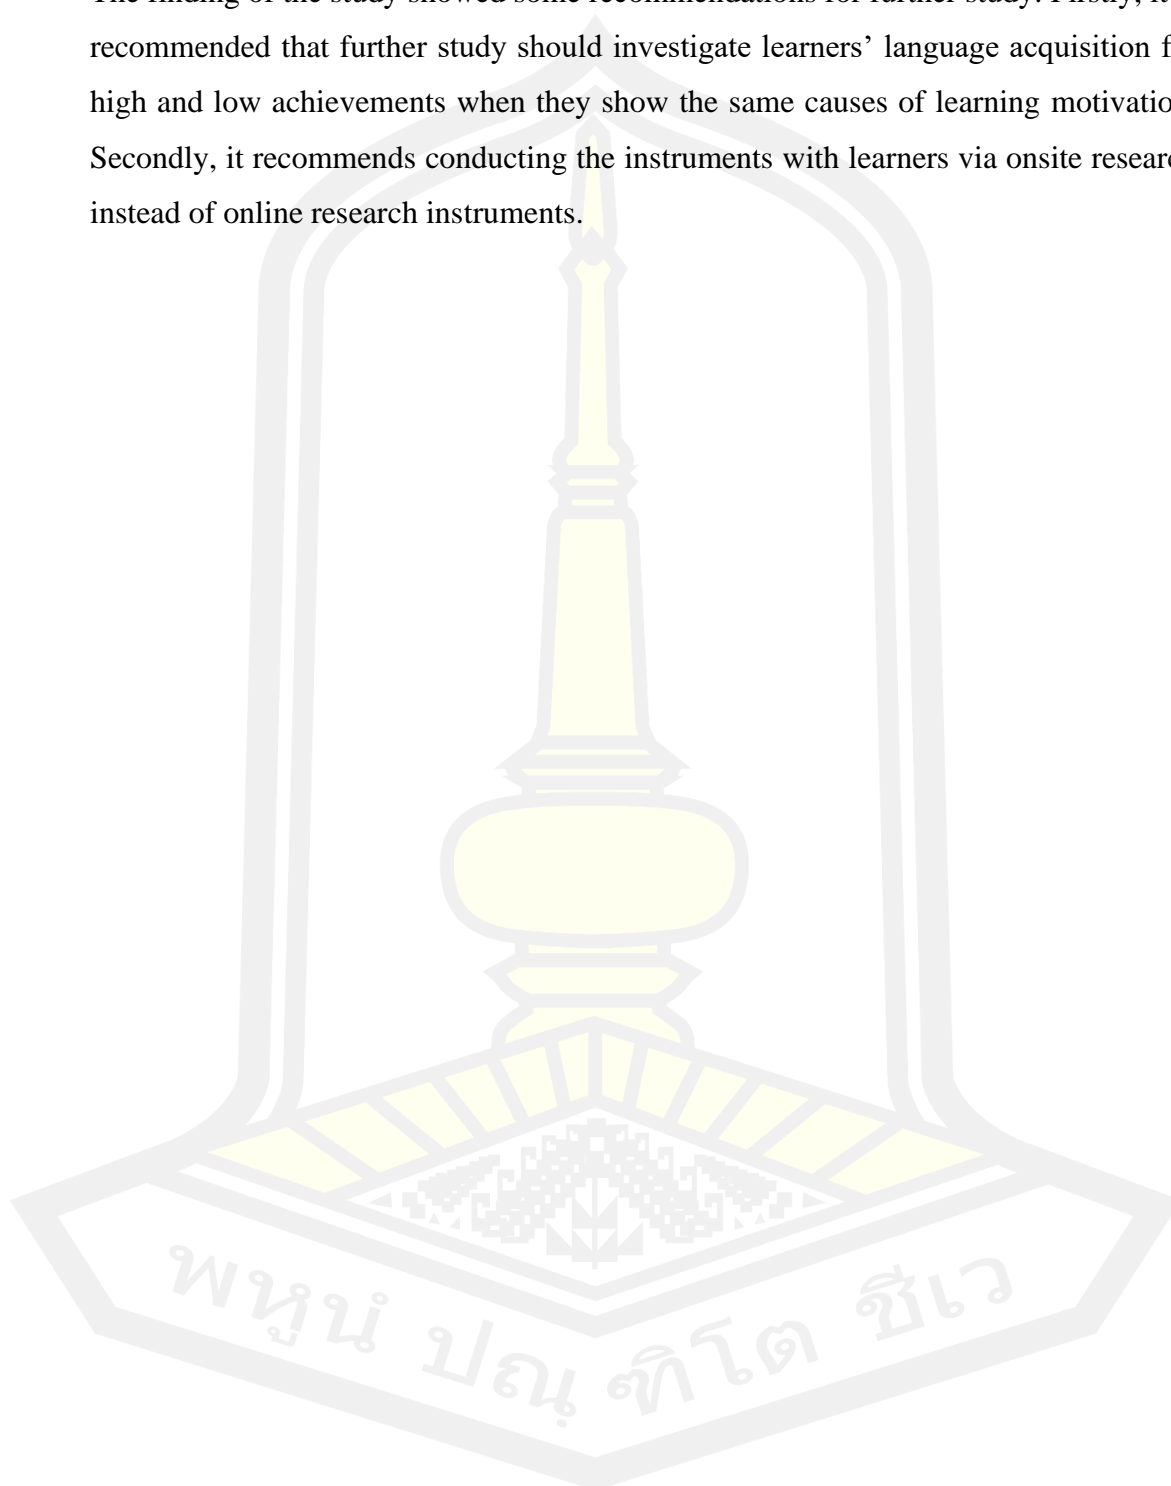 The finding of the study showed some recommendations for further study. Firstly, it
recommended that further study should investigate learners’ language acquisition f
high and low achievements when they show the same causes of learning motivatio
Secondly, it recommends conducting the instruments with learners via onsite resear
instead of online research instruments.
พหูนํ ปณฺฑิโต ชีเว